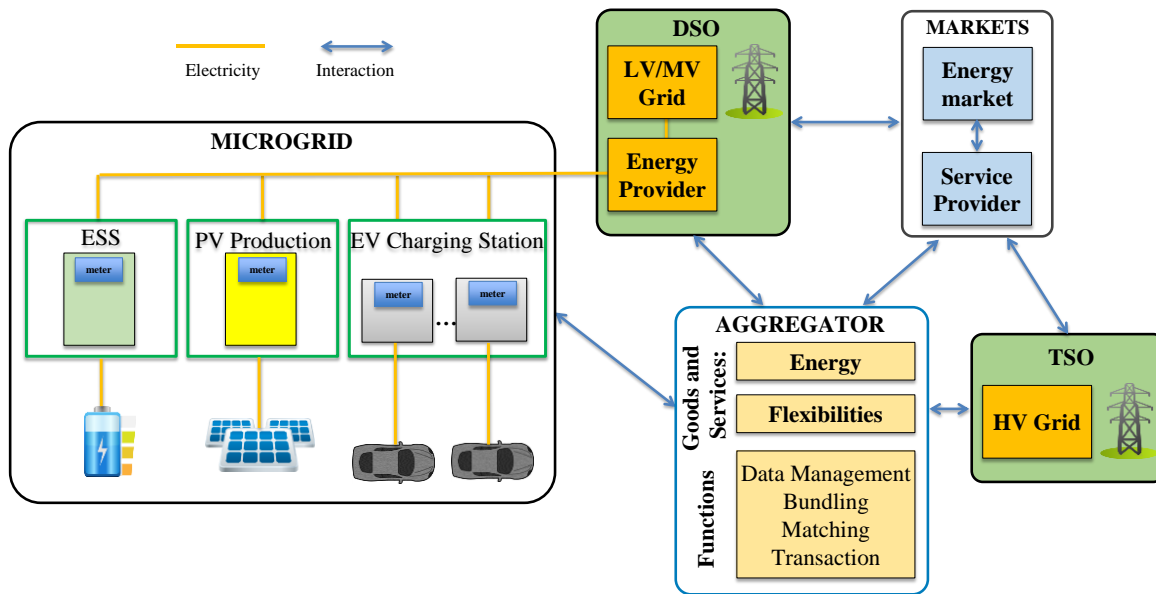 Electricity
Interaction
MICROGRID
ESS
meter
PV Production
meter
EV Charging Station
meter
...
meter
DSO
LV/MV
Grid
Energy
Provider
MARKETS
Energy
market
Service
Provider
AGGREGATOR
Goods and
Services:
Energy
Flexibilities
Functions
Data Management
Bundling
Matching
Transaction
TSO
HV Grid